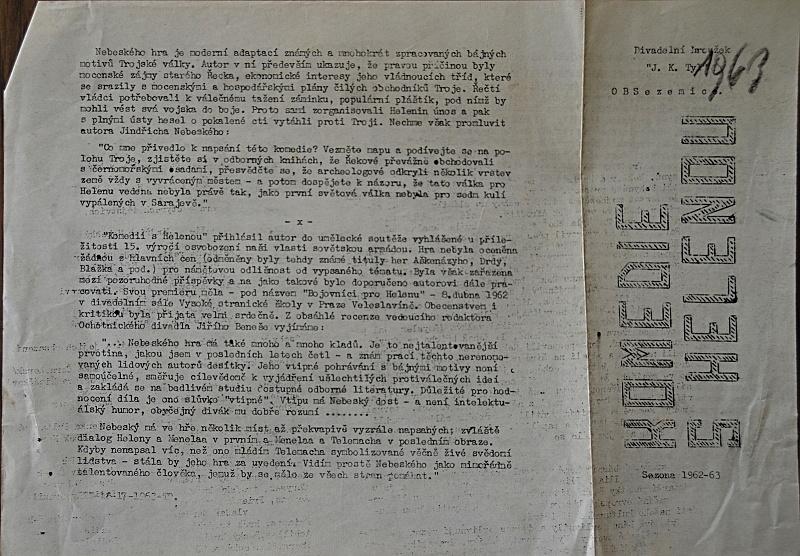 Nebeského hra je moderní adaptací známých a mnohokrát zpracovaných bájných
motivů Trojské války. Autor v ní především ukazuje, že pravou příčinou byly
mocenské zájmy starého Řecka, ekonomické interesy jeho vládnoucích tříd, které
se srazily s mocenskými a hospodářskými plány čilých obchodníků Troje. Řečtí
vládci potřebovali k válečnému tažení záminku, populární pláštík, pod nímž by
mohli vést svá vojska do boje. Proto sami zorganisovali Helenin únos a pak
s plnými ústy hesel o pokálené cti vytáhli proti Troji. Nechme však promluvit
autora Jindřicha Nebeského:
"Co mne přivedlo k napsání této komedie? Vezměte mapu a podívejte se na po-
lohu Troje, zjistěte si v odborných knihách, že Řekové převážně obchodovali
s černomořskými osadami, přesvědčte se, že archeologové odkryli několik vrstev
země vždy s vyvráceným městem - a potom dospějete k názoru, že tato válka pro
Helenu vedena nebyla právě tak, jako první světová válka nebyla pro sedm kulí
vypálených v Sarajevě."
- x -
"Komedii s Helenou" přihlásil autor do umělecké soutěže vyhlášené u příle-
žitosti 15. výročí osvobození naší vlasti sovětskou armádou. Hra nebyla oceněna
žádnou s hlavních cen (odměněny byly tehdy známé tituly her Aškenázyho, Drdy,
Blažka a pod.) pro námětovou odlišnost od vypsaného tématu. Byla však zařazena
mezi pozoruhodné příspěvky a na jako takové bylo doporučeno autorovi dále pra-
covati. Svou premiéru měla - pod názvem "Bojovníci pro Helenu" - 8. dubna 1962
v divadelním sále Vysoké stranické školy v Praze Veleslavíně. Obecenstvem i
kritikou byla přijata velmi srdečně. Z obsáhlé recenze vedoucího redaktora
Ochotnického divadla Jiřího Beneše vyjímáme:
"... Nebeského hra má také mnoho a mnoho kladů. Je to nejtalentovanější
prvotina, jakou jsem v posledních letech četl - a znám prací těchto nerenomo-
vaných lidových autorů desítky. Jeho vtipné pohrávání s bájnými motivy není
samoúčelné, směřuje cílevědomě k vyjádření ušlechtilých protiválečných idejí
a zakládá se na bedlivém studiu dostupné odborné literatury. Důležité pro hod-
nocení díla je ono slůvko "vtipné". Vtipu má Nebeský dost - a není intelektu-
álský humor, obyčejný divák mu dobře rozumí ........
Nebeský má ve hře několik míst až překvapivě vyzrále napsaných; zvláště
dialog Heleny a Menelaa v prvním a Menelaa a Telemacha v posledním obraze.
Kdyby nenapsal víc, než ono mládím Telemacha symbolizované věčně živé svědomí
lidstva - stála by jeho hra za uvedení. Vidím prostě Nebeského jako mimořádně
talentovaného člověka, jemuž by se mělo ze všech stran pomáhat."
Divadelní kroužek
"J. K. Tyl"
OB Sezemice.
1963
KOMEDIE
S HELENOU
Sezona 1962-63